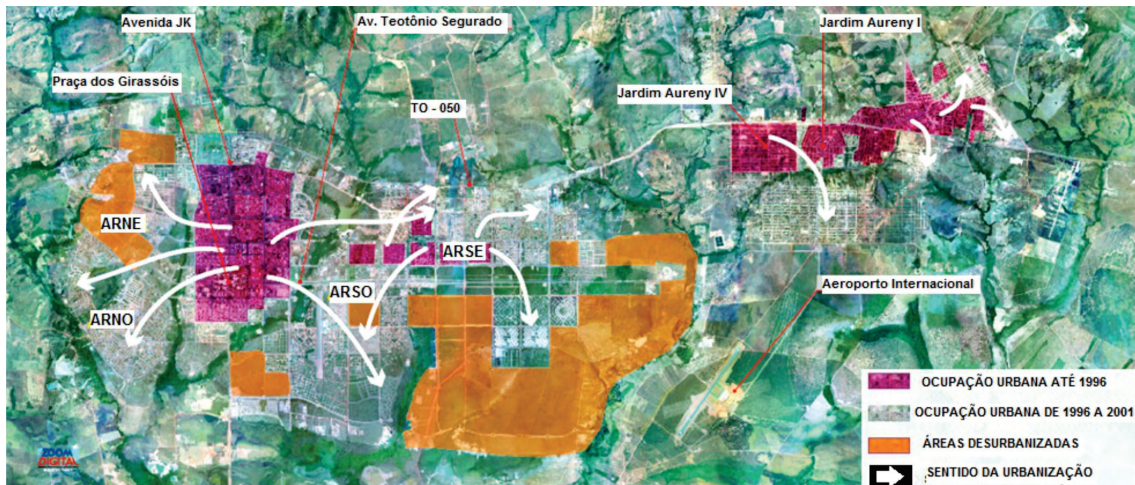 Avenida JK
Av. Teotônio Segurado
Jardim Aureny I
Praça dos Girassóis
Jardim Aureny IV
TO - 050
ARNE
ARSE
ARSO
ARNO
Aeroporto Internacional
OCUPAÇÃO URBANA ATÉ 1996
OCUPAÇÃO URBANA DE 1996 A 2001
ÁREAS DESURBANIZADAS
SENTIDO DA URBANIZAÇÃO
ZOOM
DIGITAL